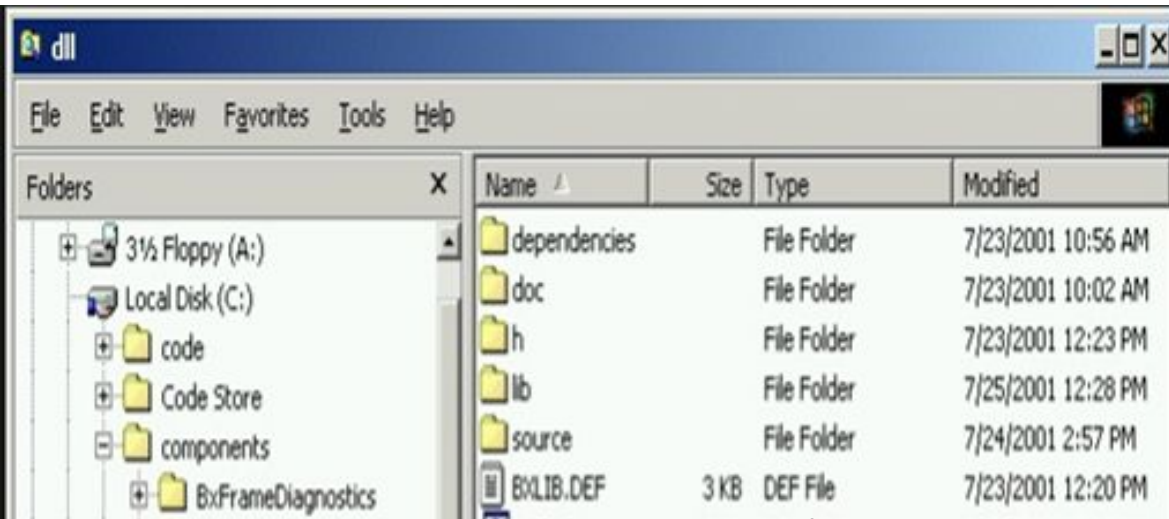 dll
File Edit View Favorites Tools Help
Folders
3½ Floppy (A:)
Local Disk (C:)
code
Code Store
components
BxFrameDiagnostics
Name Size Type Modified
dependencies File Folder 7/23/2001 10:56 AM
doc File Folder 7/23/2001 10:02 AM
h File Folder 7/23/2001 12:23 PM
lib File Folder 7/25/2001 12:28 PM
source File Folder 7/24/2001 2:57 PM
BXLIB.DEF 3 KB DEF File 7/23/2001 12:20 PM